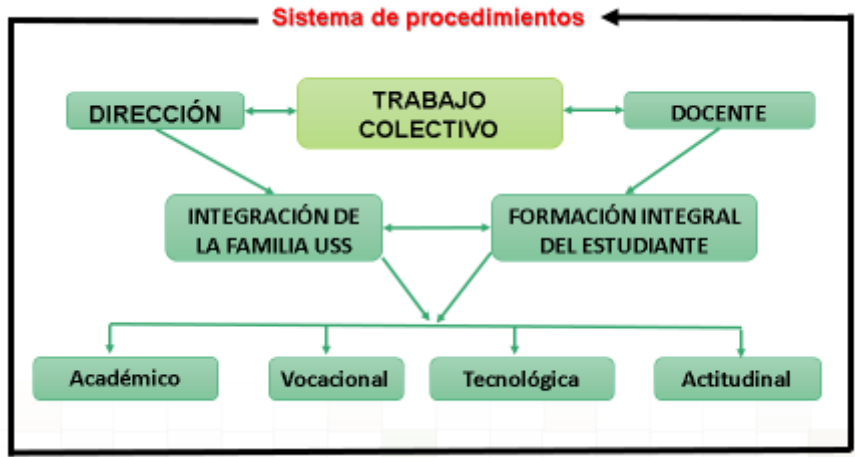 Sistema de procedimientos
DIRECCIÓN
TRABAJO
COLECTIVO
DOCENTE
INTEGRACIÓN DE
LA FAMILIA USS
FORMACIÓN INTEGRAL
DEL ESTUDIANTE
Académico
Vocacional
Tecnológica
Actitudinal